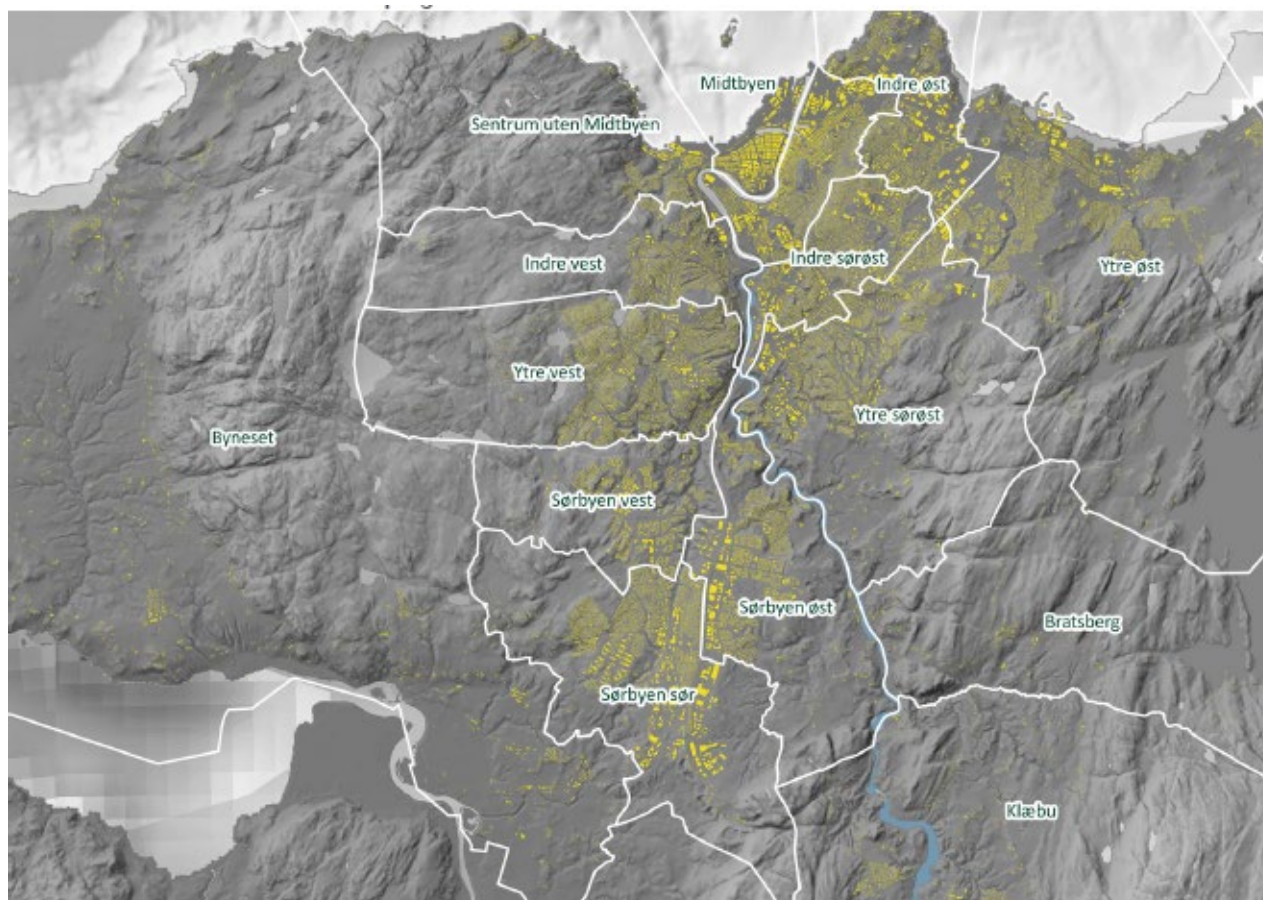 Midtbyen
Indre øst
Sentrum uten Midtbyen
Indre vest
Indre sørøst
Ytre øst
Ytre vest
Ytre sørøst
Byneset
Sørbyen vest
Sørbyen øst
Bratsberg
Sørbyen sør
Klæbu